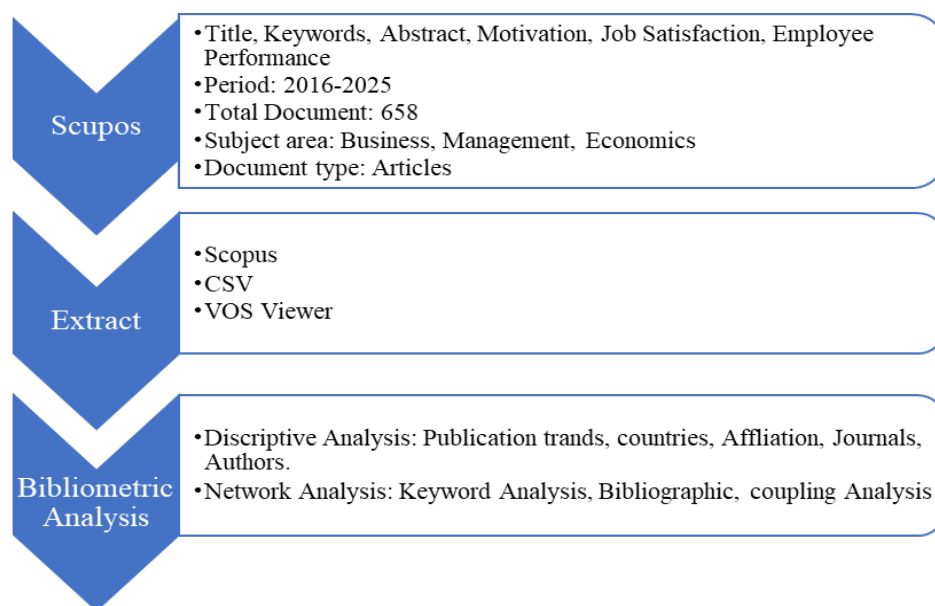 Scupos
•Title, Keywords, Abstract, Motivation, Job Satisfaction, Employee
Performance
•Period: 2016-2025
•Total Document: 658
•Subject area: Business, Management, Economics
•Document type: Articles
Extract
•Scopus
•CSV
•VOS Viewer
Bibliometric
Analysis
•Discriptive Analysis: Publication trands, countries, Affliation, Journals,
Authors.
•Network Analysis: Keyword Analysis, Bibliographic, coupling Analysis